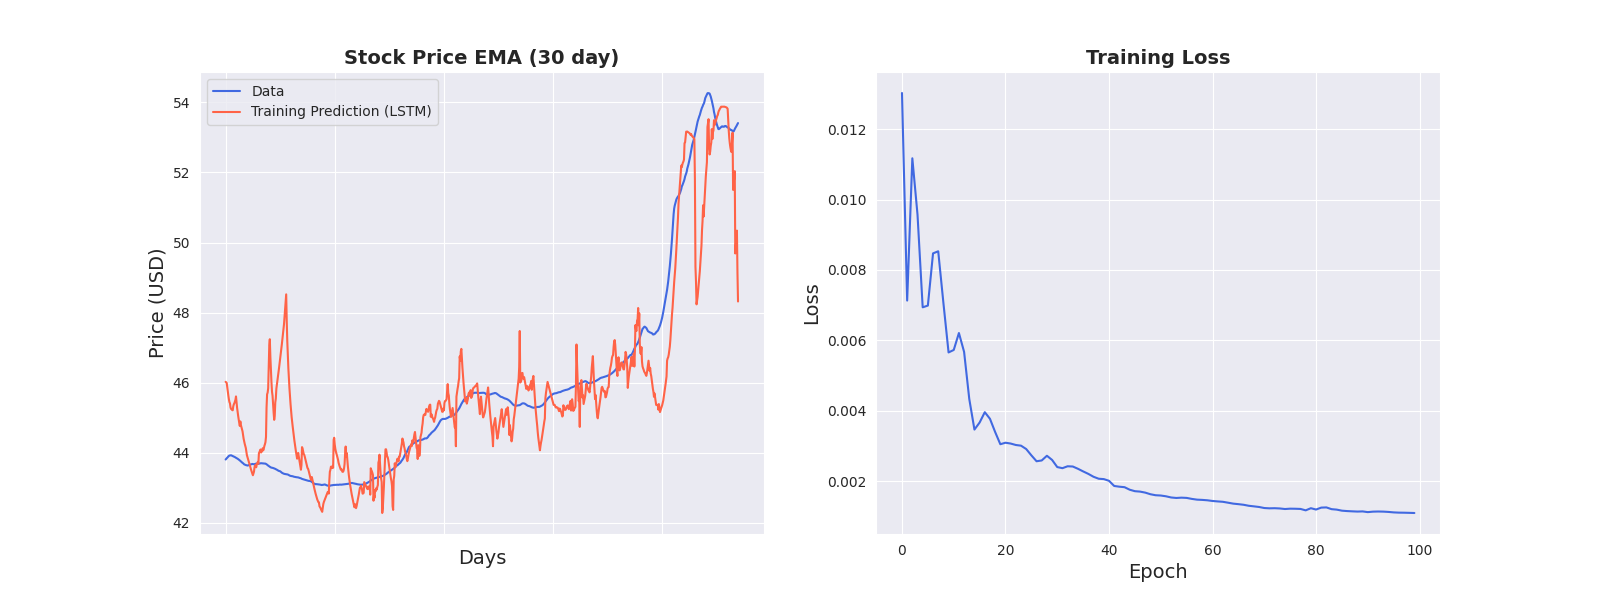 Stock Price EMA (30 day)
Data
Training Prediction (LSTM)
54
52
50
48
46
44
42
Price (USD)
Days
Training Loss
0.012
0.010
0.008
0.006
0.004
0.002
Loss
0 20 40 60 80 100
Epoch